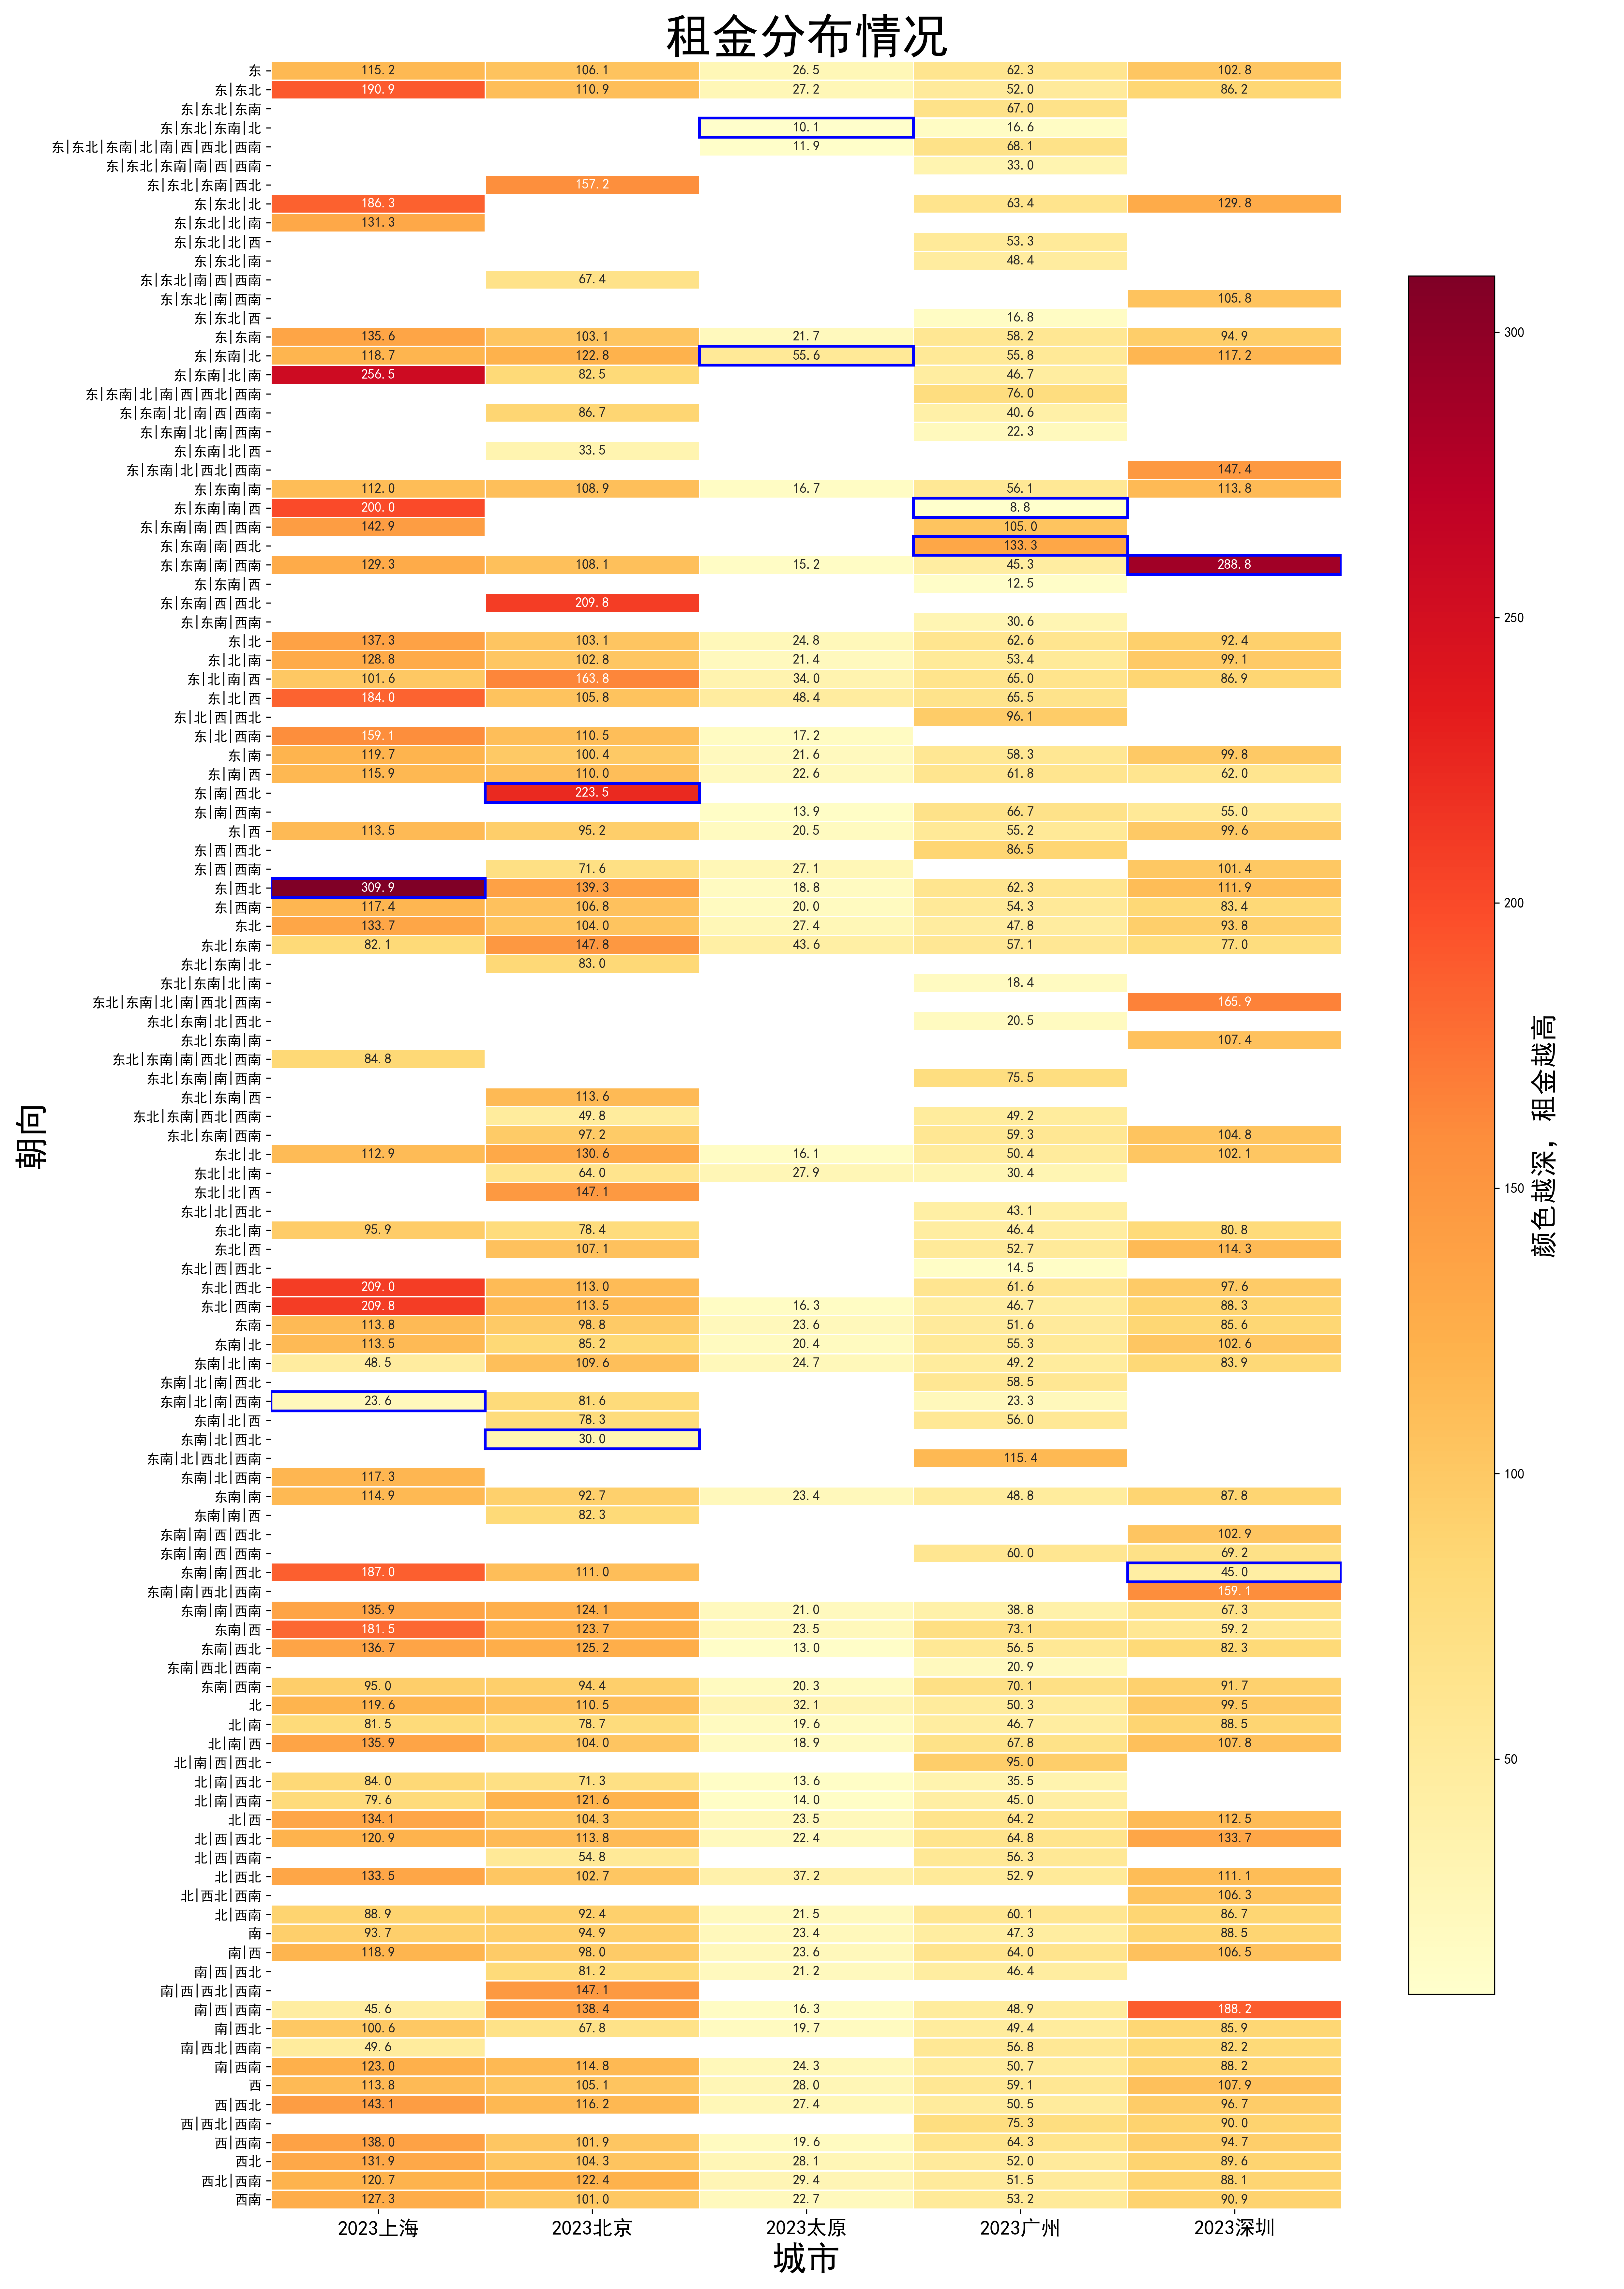 租金分布情况
东 115.2 106.1 26.5 62.3 102.8
东|东北 190.9 110.9 27.2 52.0 86.2
东|东北|东南 67.0
东|东北|东南|北 10.1 16.6
东|东北|东南|北|南|西|西北|西南 11.9 68.1
东|东北|东南|南|西|西南 33.0
东|东北|东南|西北 157.2
东|东北|北 186.3 63.4 129.8
东|东北|北|南 131.3
东|东北|北|西 53.3
东|东北|南 48.4
东|东北|南|西|西南 67.4
东|东北|南|西南 105.8
东|东北|西 16.8
东|东南 135.6 103.1 21.7 58.2 94.9
东|东南|北 118.7 122.8 55.6 55.8 117.2
东|东南|北|南 256.5 82.5 46.7
东|东南|北|南|西|西北|西南 76.0
东|东南|北|南|西|西南 86.7 40.6
东|东南|北|南|西南 22.3
东|东南|北|西 33.5
东|东南|北|西北|西南 147.4
东|东南|南 112.0 108.9 16.7 56.1 113.8
东|东南|南|西 200.0 8.8
东|东南|南|西|西南 142.9 105.0
东|东南|南|西北 133.3
东|东南|南|西南 129.3 108.1 15.2 45.3 288.8
东|东南|西 12.5
东|东南|西|西北 209.8
东|东南|西南 30.6
东|北 137.3 103.1 24.8 62.6 92.4
东|北|南 128.8 102.8 21.4 53.4 99.1
东|北|南|西 101.6 163.8 34.0 65.0 86.9
东|北|西 184.0 105.8 48.4 65.5
东|北|西|西北 96.1
东|北|西南 159.1 110.5 17.2
东|南 119.7 100.4 21.6 58.3 99.8
东|南|西 115.9 110.0 22.6 61.8 62.0
东|南|西北 223.5
东|南|西南 13.9 66.7 55.0
东|西 113.5 95.2 20.5 55.2 99.6
东|西|西北 86.5
东|西|西南 71.6 27.1 101.4
东|西北 309.9 139.3 18.8 62.3 111.9
东|西南 117.4 106.8 20.0 54.3 83.4
东北 133.7 104.0 27.4 47.8 93.8
东北|东南 82.1 147.8 43.6 57.1 77.0
东北|东南|北 83.0
东北|东南|北|南 18.4
东北|东南|北|南|西北|西南 165.9
东北|东南|北|西北 20.5
东北|东南|南 107.4
东北|东南|南|西北|西南 84.8
东北|东南|南|西南 75.5
东北|东南|西 113.6
东北|东南|西北|西南 49.8 49.2
东北|东南|西南 97.2 59.3 104.8
东北|北 112.9 130.6 16.1 50.4 102.1
东北|北|南 64.0 27.9 30.4
东北|北|西 147.1
东北|北|西北 43.1
东北|南 95.9 78.4 46.4 80.8
东北|西 107.1 52.7 114.3
东北|西|西北 14.5
东北|西北 209.0 113.0 61.6 97.6
东北|西南 209.8 113.5 16.3 46.7 88.3
东南 113.8 98.8 23.6 51.6 85.6
东南|北 113.5 85.2 20.4 55.3 102.6
东南|北|南 48.5 109.6 24.7 49.2 83.9
东南|北|南|西北 58.5
东南|北|南|西南 23.6 81.6 23.3
东南|北|西 78.3 56.0
东南|北|西北 30.0
东南|北|西北|西南 115.4
东南|北|西南 117.3
东南|南 114.9 92.7 23.4 48.8 87.8
东南|南|西 82.3
东南|南|西|西北 102.9
东南|南|西|西南 60.0 69.2
东南|南|西北 187.0 111.0 45.0
东南|南|西北|西南 159.1
东南|南|西南 135.9 124.1 21.0 38.8 67.3
东南|西 181.5 123.7 23.5 73.1 59.2
东南|西北 136.7 125.2 13.0 56.5 82.3
东南|西北|西南 20.9
东南|西南 95.0 94.4 20.3 70.1 91.7
北 119.6 110.5 32.1 50.3 99.5
北|南 81.5 78.7 19.6 46.7 88.5
北|南|西 135.9 104.0 18.9 67.8 107.8
北|南|西|西北 95.0
北|南|西北 84.0 71.3 13.6 35.5
北|南|西南 79.6 121.6 14.0 45.0
北|西 134.1 104.3 23.5 64.2 112.5
北|西|西北 120.9 113.8 22.4 64.8 133.7
北|西|西南 54.8 56.3
北|西北 133.5 102.7 37.2 52.9 111.1
北|西北|西南 106.3
北|西南 88.9 92.4 21.5 60.1 86.7
南 93.7 94.9 23.4 47.3 88.5
南|西 118.9 98.0 23.6 64.0 106.5
南|西|西北 81.2 21.2 46.4
南|西|西北|西南 147.1
南|西|西南 45.6 138.4 16.3 48.9 188.2
南|西北 100.6 67.8 19.7 49.4 85.9
南|西北|西南 49.6 56.8 82.2
南|西南 123.0 114.8 24.3 50.7 88.2
西 113.8 105.1 28.0 59.1 107.9
西|西北 143.1 116.2 27.4 50.5 96.7
西|西北|西南 75.3 90.0
西|西南 138.0 101.9 19.6 64.3 94.7
西北 131.9 104.3 28.1 52.0 89.6
西北|西南 120.7 122.4 29.4 51.5 88.1
西南 127.3 101.0 22.7 53.2 90.9
2023上海 2023北京 2023太原 2023广州 2023深圳
城市
朝向
300
250
200
150
100
50
颜色越深，租金越高